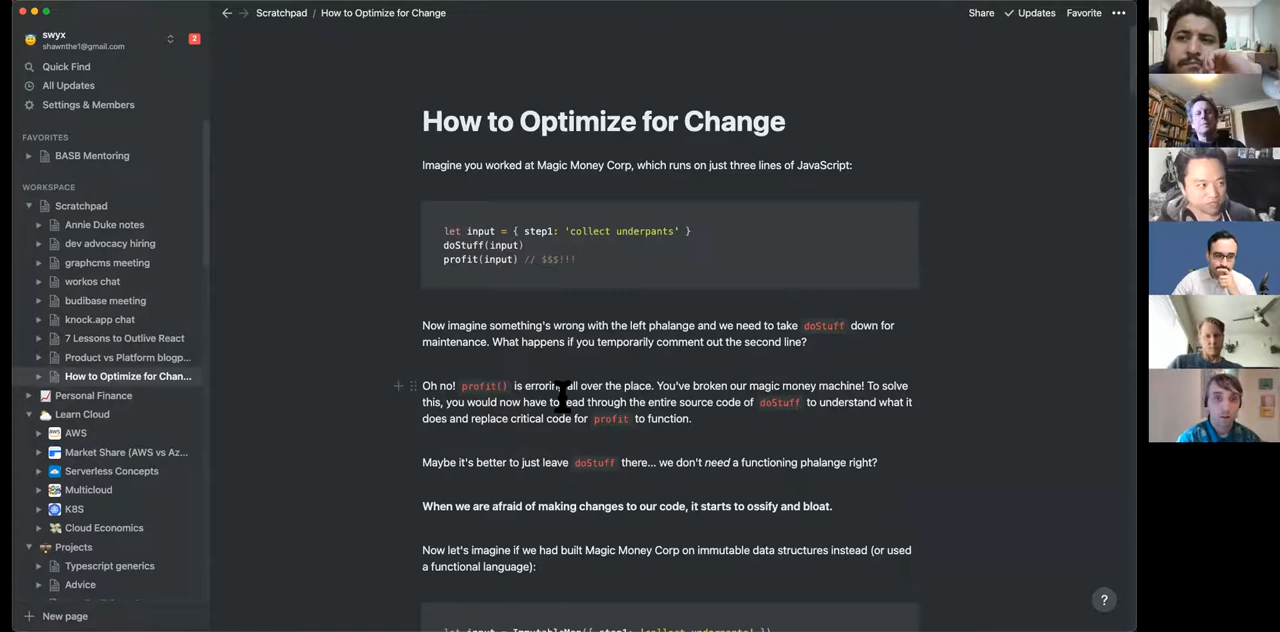 swyx
shawnthe1@gmail.com
2
Quick Find
All Updates
Settings & Members
FAVORITES
BASB Mentoring
WORKSPACE
Scratchpad
Annie Duke notes
dev advocacy hiring
graphcms meeting
workos chat
budibase meeting
knock.app chat
7 Lessons to Outlive React
Product vs Platform blogp...
How to Optimize for Chan...
Personal Finance
Learn Cloud
AWS
Market Share (AWS vs Az...
Serverless Concepts
Multicloud
K8S
Cloud Economics
Projects
Typescript generics
Advice
New page
Scratchpad / How to Optimize for Change
Share Updates Favorite
How to Optimize for Change
Imagine you worked at Magic Money Corp, which runs on just three lines of JavaScript:
let input = { step1: 'collect underpants' }
doStuff(input)
profit(input) // $$$!!!
Now imagine something's wrong with the left phalange and we need to take doStuff down for
maintenance. What happens if you temporarily comment out the second line?
Oh no! profit() is erroring all over the place. You've broken our magic money machine! To solve
this, you would now have to read through the entire source code of doStuff to understand what it
does and replace critical code for profit to function.
Maybe it's better to just leave doStuff there... we don't need a functioning phalange right?
When we are afraid of making changes to our code, it starts to ossify and bloat.
Now let's imagine if we had built Magic Money Corp on immutable data structures instead (or used
a functional language):
let input = ImmutableMap({ step1: 'collect underpants' })
?